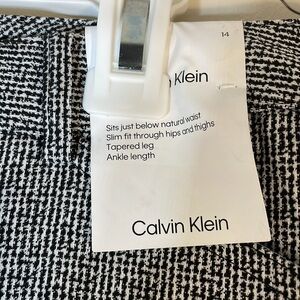 14
Klein
Sits just below natural waist
Slim fit through hips and thighs
Tapered leg
Ankle length
Calvin Klein